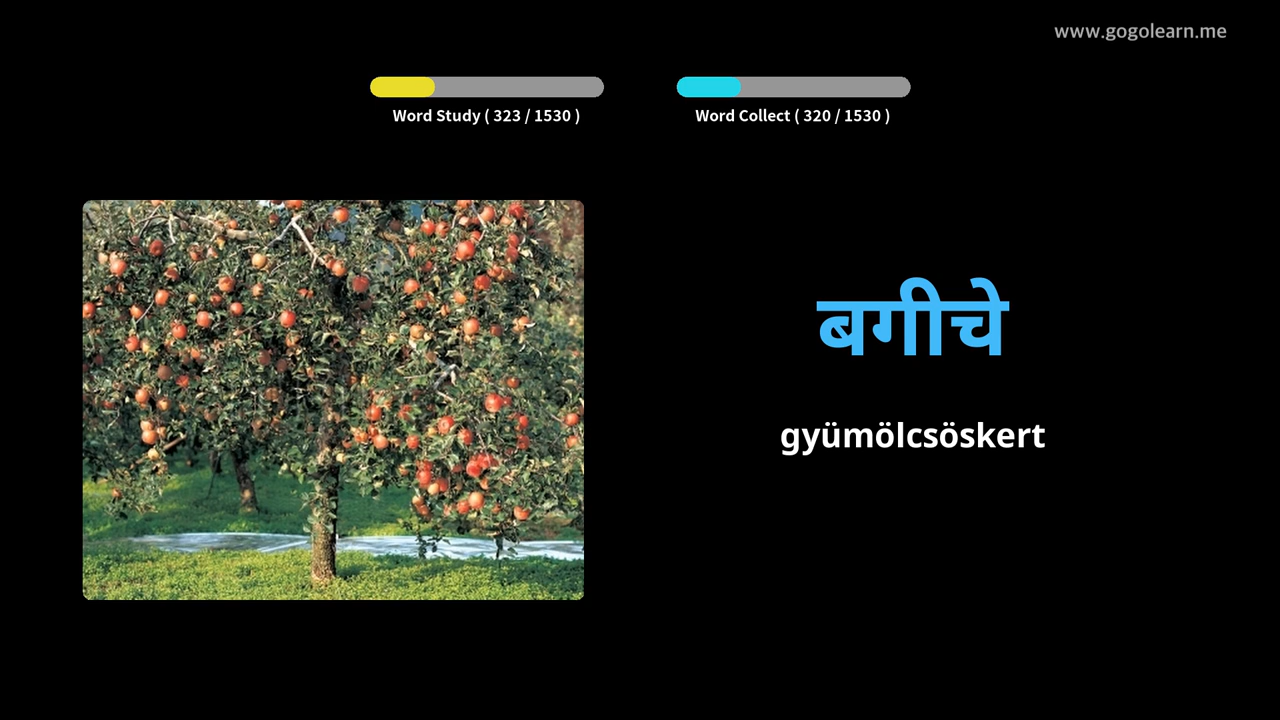 www.gogolearn.me
Word Study ( 323 / 1530 )
Word Collect ( 320 / 1530 )
बगीचे
gyümölcsöskert